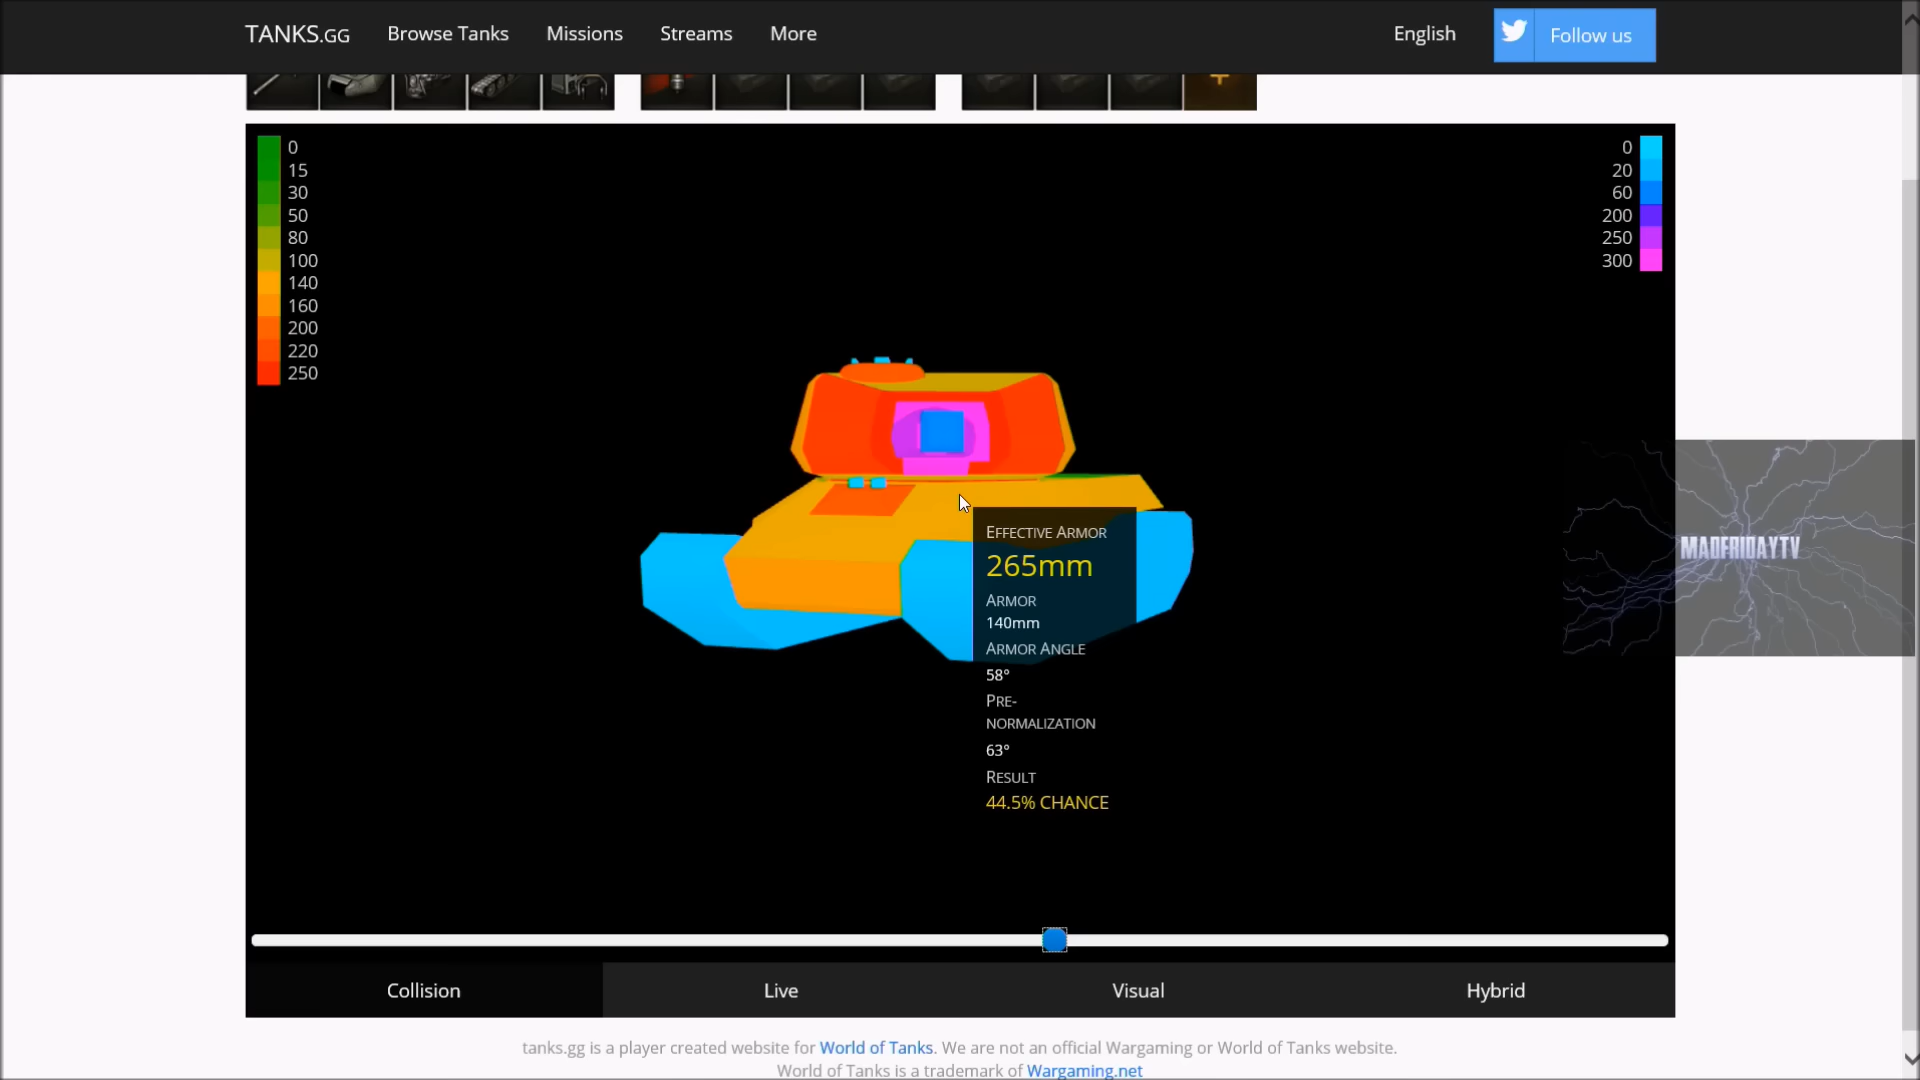 TANKS.GG
Browse Tanks
Missions
Streams
More
English
Follow us
0
15
30
50
80
100
140
160
200
220
250
0
20
60
200
250
300
EFFECTIVE ARMOR
265mm
ARMOR
140mm
ARMOR ANGLE
58°
PRE-
NORMALIZATION
63°
RESULT
44.5% CHANCE
MADFRIDAYTV
Collision
Live
Visual
Hybrid
tanks.gg is a player created website for World of Tanks. We are not an official Wargaming or World of Tanks website.
World of Tanks is a trademark of Wargaming.net